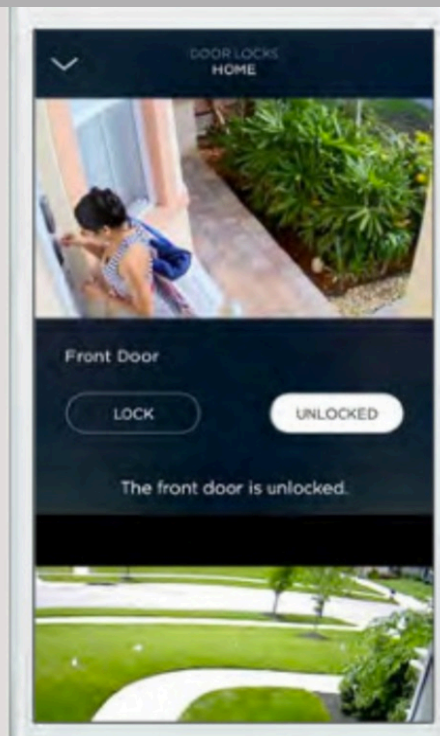 DOOR LOCKS
HOME
Front Door
LOCK
UNLOCKED
The front door is unlocked.